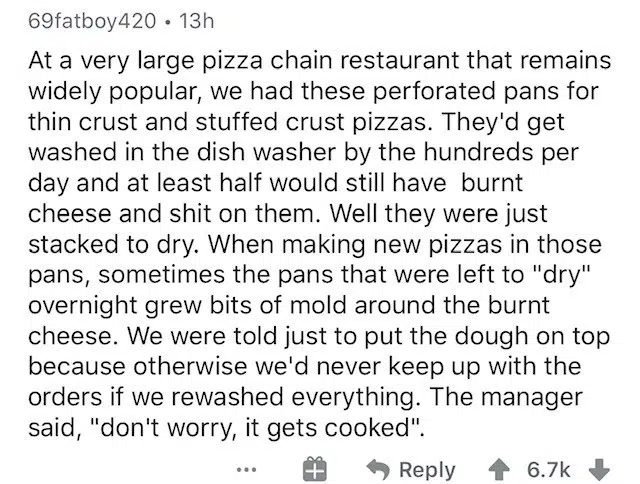 69fatboy420 • 13h
At a very large pizza chain restaurant that remains
widely popular, we had these perforated pans for
thin crust and stuffed crust pizzas. They'd get
washed in the dish washer by the hundreds per
day and at least half would still have  burnt
cheese and shit on them. Well they were just
stacked to dry. When making new pizzas in those
pans, sometimes the pans that were left to "dry"
overnight grew bits of mold around the burnt
cheese. We were told just to put the dough on top
because otherwise we'd never keep up with the
orders if we rewashed everything. The manager
said, "don't worry, it gets cooked".
... Reply 6.7k